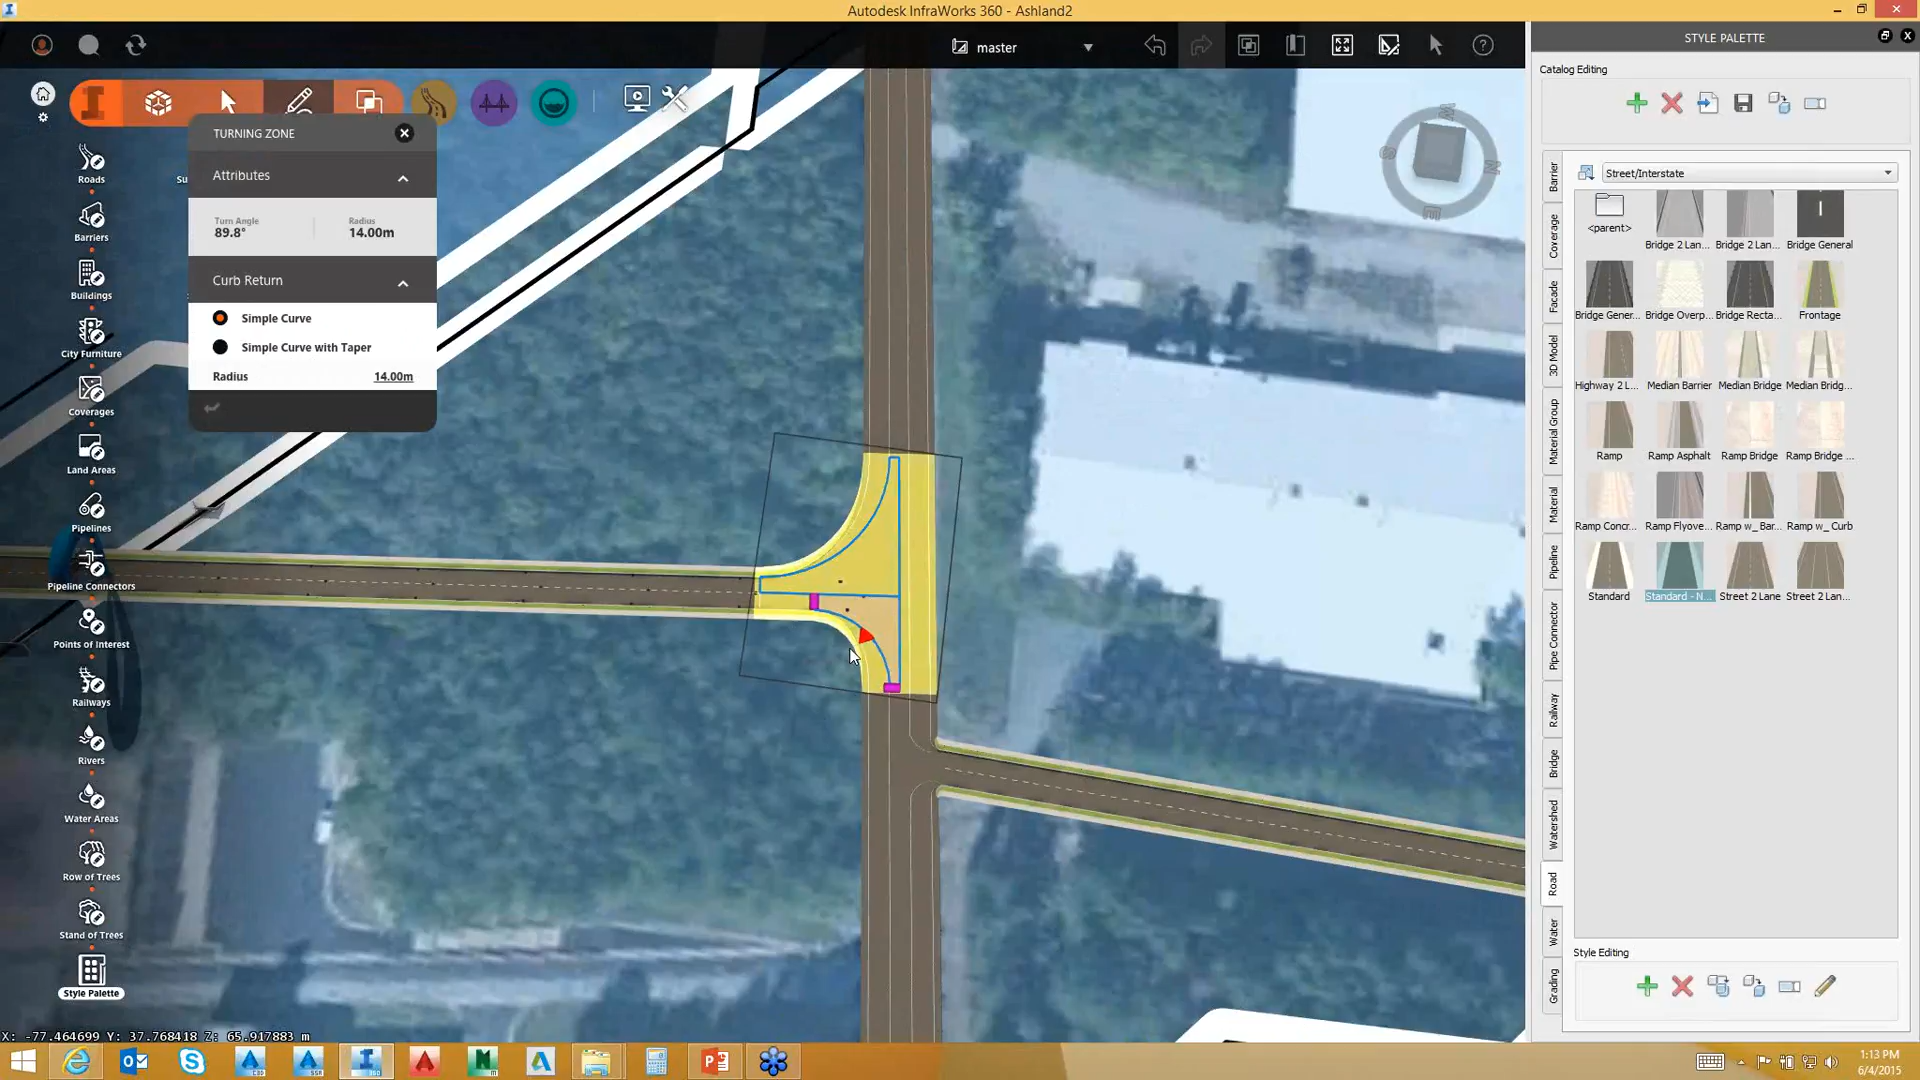 Autodesk InfraWorks 360 - Ashland2
master
TURNING ZONE
Attributes
Turn Angle
89.8°
Radius
14.00m
Curb Return
Simple Curve
Simple Curve with Taper
Radius 14.00m
Roads
Su
Barriers
Buildings
City Furniture
Coverages
Land Areas
Pipelines
Pipeline Connectors
Points of Interest
Railways
Rivers
Water Areas
Row of Trees
Stand of Trees
Style Palette
X: -77.464699 Y: 37.768418 Z: 65.917883 m
STYLE PALETTE
Catalog Editing
Street/Interstate
Barrier
Coverage
Facade
3D Model
Material Group
Material
Pipeline
Pipe Connector
Railway
Bridge
Watershed
Road
Water
Grading
<parent>
Bridge 2 Lan...
Bridge 2 Lan...
Bridge General
Bridge Gener...
Bridge Overp...
Bridge Recta...
Frontage
Highway 2 L...
Median Barrier
Median Bridge
Median Bridg...
Ramp
Ramp Asphalt
Ramp Bridge
Ramp Bridge ...
Ramp Concr...
Ramp Flyove...
Ramp w_ Bar...
Ramp w_ Curb
Standard
Standard - N...
Street 2 Lane
Street 2 Lan...
Style Editing
1:13 PM
6/4/2015